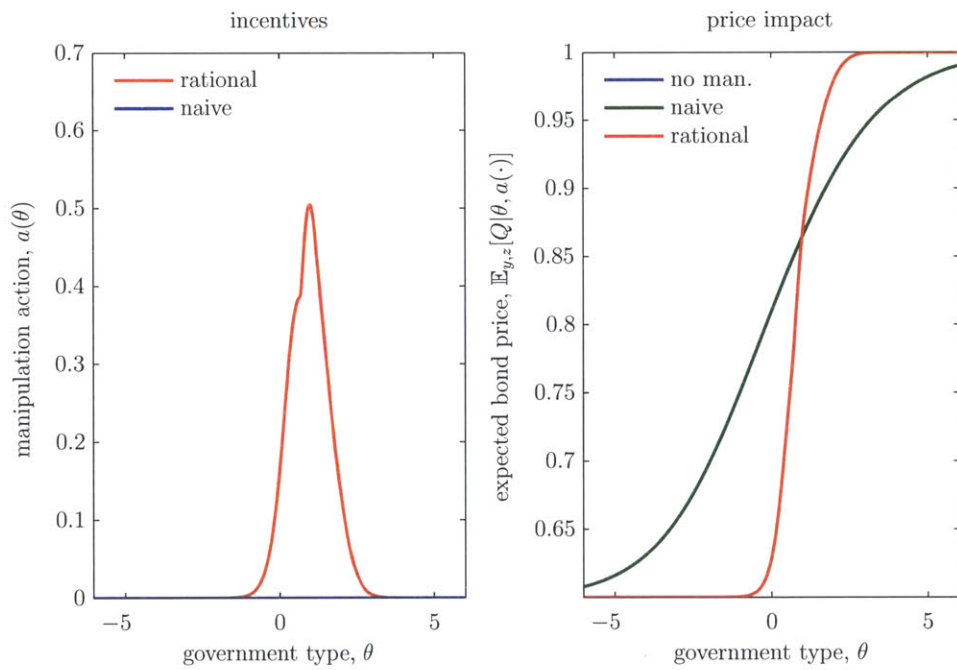 incentives
manipulation action, a(θ)
0.7
0.6
0.5
0.4
0.3
0.2
0.1
0
rational
naive
−5
0
5
government type, θ
price impact
expected bond price, 𝔼_{y,z}[Q|θ, a(·)]
1
0.95
0.9
0.85
0.8
0.75
0.7
0.65
no man.
naive
rational
−5
0
5
government type, θ